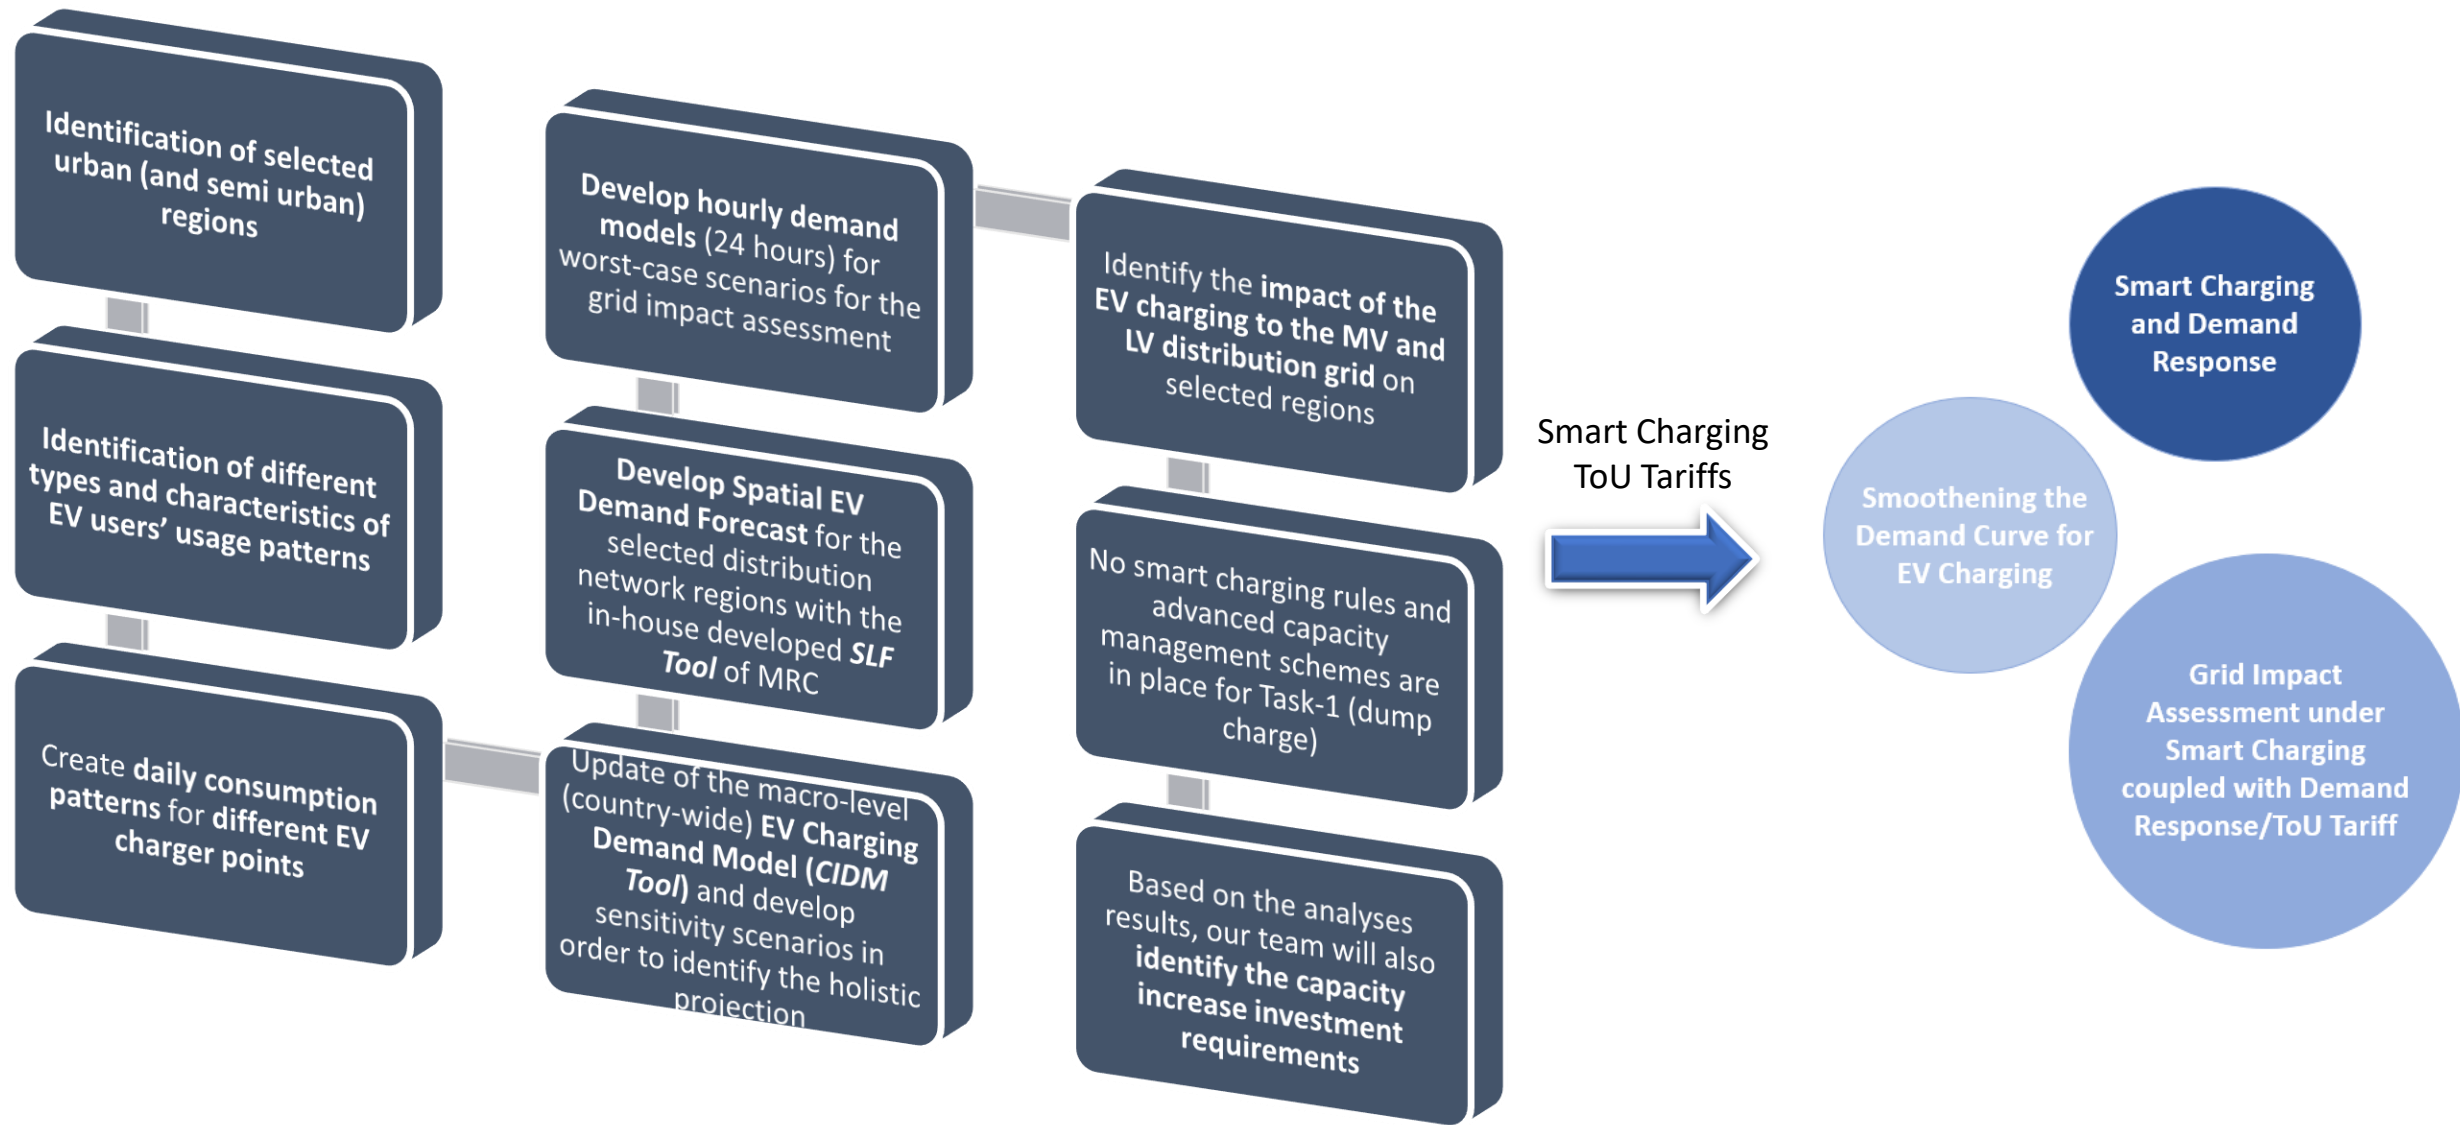 Identification of selected
urban (and semi urban)
regions
Identification of different
types and characteristics of
EV users’ usage patterns
Create daily consumption
patterns for different EV
charger points
Update of the macro-level
(country-wide) EV Charging
Demand Model (CIDM
Tool) and develop
sensitivity scenarios in
order to identify the holistic
projection
Develop Spatial EV
Demand Forecast for the
selected distribution
network regions with the
in-house developed SLF
Tool of MRC
Develop hourly demand
models (24 hours) for
worst-case scenarios for the
grid impact assessment
Identify the impact of the
EV charging to the MV and
LV distribution grid on
selected regions
No smart charging rules and
advanced capacity
management schemes are
in place for Task-1 (dump
charge)
Based on the analyses
results, our team will also
identify the capacity
increase investment
requirements
Smart Charging
ToU Tariffs
Smart Charging
and Demand
Response
Smoothening the
Demand Curve for
EV Charging
Grid Impact
Assessment under
Smart Charging
coupled with Demand
Response/ToU Tariff